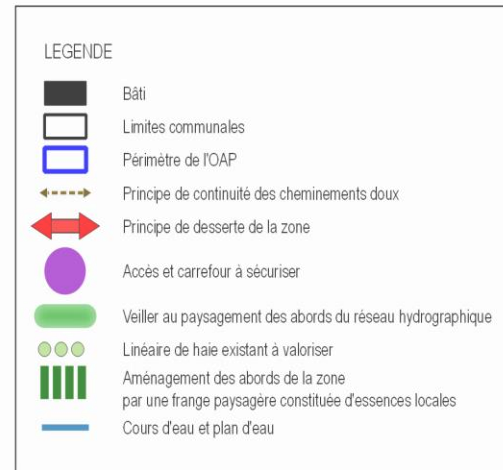 LEGENDE
Bâti
Limites communales
Périmètre de l'OAP
Principe de continuité des cheminements doux
Principe de desserte de la zone
Accès et carrefour à sécuriser
Veiller au paysagement des abords du réseau hydrographique
Linéaire de haie existant à valoriser
Aménagement des abords de la zone
par une frange paysagère constituée d'essences locales
Cours d'eau et plan d'eau